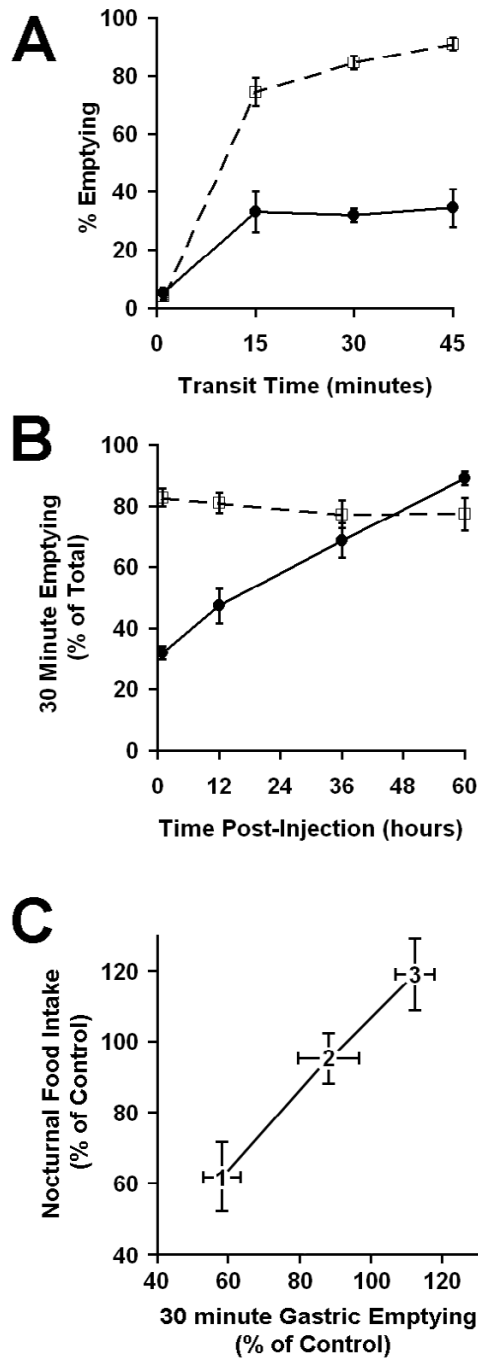 A
100
80
60
40
20
0
% Emptying
0 15 30 45
Transit Time (minutes)
B
100
80
60
40
20
0
30 Minute Emptying
(% of Total)
0 12 24 36 48 60
Time Post-Injection (hours)
C
120
100
80
60
40
Nocturnal Food Intake
(% of Control)
1
2
3
40 60 80 100 120
30 minute Gastric Emptying
(% of Control)